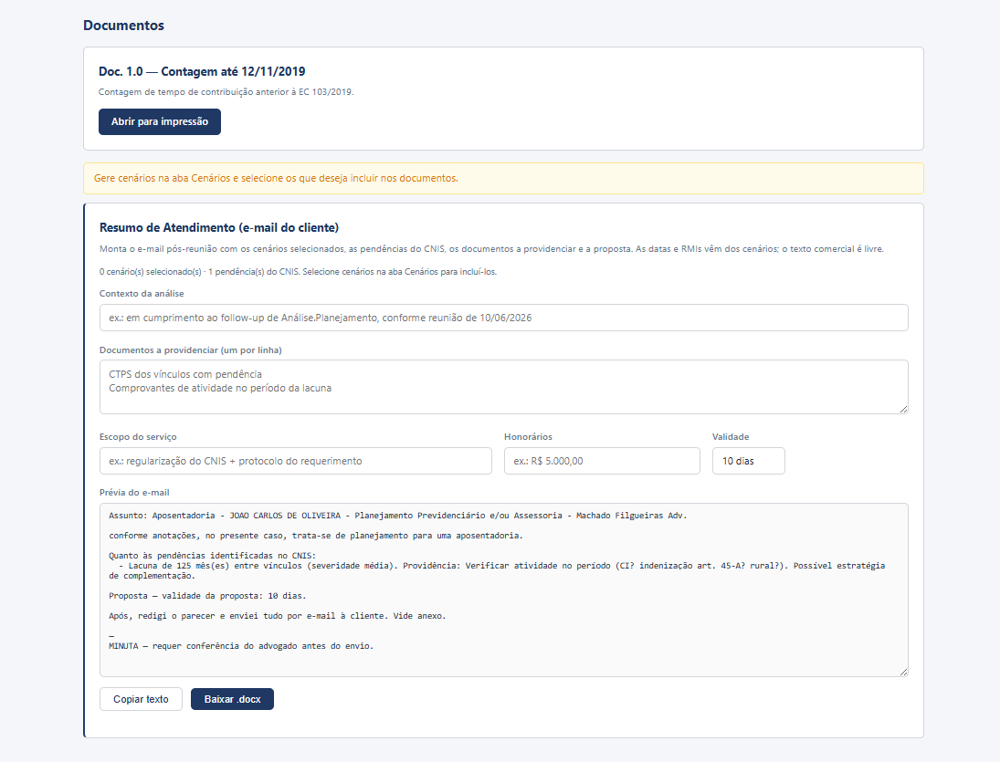 Documentos
Doc. 1.0 — Contagem até 12/11/2019
Contagem de tempo de contribuição anterior à EC 103/2019.
Abrir para impressão
Gere cenários na aba Cenários e selecione os que deseja incluir nos documentos.
Resumo de Atendimento (e-mail do cliente)
Monta o e-mail pós-reunião com os cenários selecionados, as pendências do CNIS, os documentos a providenciar e a proposta. As datas e RMIs vêm dos cenários; o texto comercial é livre.
0 cenário(s) selecionado(s) · 1 pendência(s) do CNIS. Selecione cenários na aba Cenários para incluí-los.
Contexto da análise
ex.: em cumprimento ao follow-up de Análise.Planejamento, conforme reunião de 10/06/2026
Documentos a providenciar (um por linha)
CTPS dos vínculos com pendência
Comprovantes de atividade no período da lacuna
Escopo do serviço
Honorários
Validade
ex.: regularização do CNIS + protocolo do requerimento
ex.: R$ 5.000,00
10 dias
Prévia do e-mail
Assunto: Aposentadoria - JOAO CARLOS DE OLIVEIRA - Planejamento Previdenciário e/ou Assessoria - Machado Filgueiras Adv.
conforme anotações, no presente caso, trata-se de planejamento para uma aposentadoria.
Quanto às pendências identificadas no CNIS:
- Lacuna de 125 mês(es) entre vínculos (severidade média). Providência: Verificar atividade no período (CI? indenização art. 45-A? rural?). Possível estratégia
de complementação.
Proposta — validade da proposta: 10 dias.
Após, redigi o parecer e enviei tudo por e-mail à cliente. Vide anexo.
—
MINUTA — requer conferência do advogado antes do envio.
Copiar texto
Baixar .docx